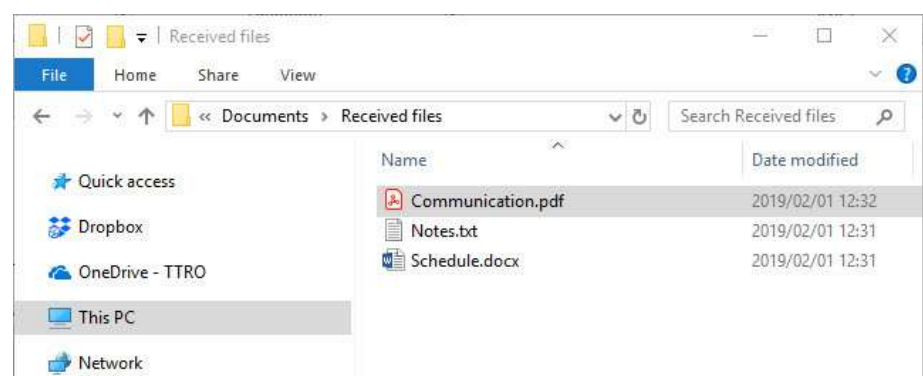 Received files
File Home Share View
« Documents › Received files Search Received files
Name Date modified
Quick access
Communication.pdf 2019/02/01 12:32
Dropbox
Notes.txt 2019/02/01 12:31
Schedule.docx 2019/02/01 12:31
OneDrive - TTRO
This PC
Network